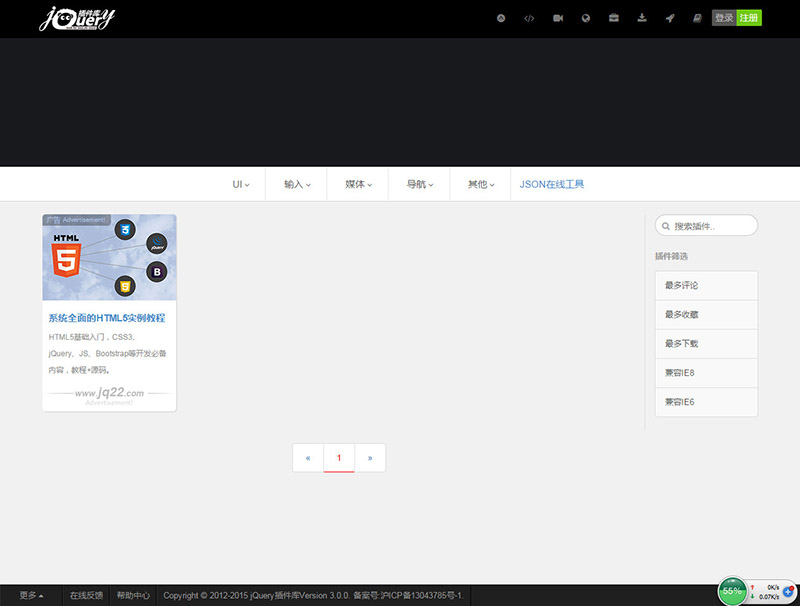 jQuery插件库
登录 注册
UI 输入 媒体 导航 其他 JSON在线工具
广告 Advertisement!
HTML
5
jQuery
B
系统全面的HTML5实例教程
HTML5基础入门，CSS3、
jQuery、JS、Bootstrap等开发必备
内容，教程+源码。
www.jq22.com
Advertisement!
搜索插件..
插件筛选
最多评论
最多收藏
最多下载
兼容IE8
兼容IE6
« 1 »
更多 在线反馈 帮助中心 Copyright © 2012-2015 jQuery插件库Version 3.0.0. 备案号:沪ICP备13043785号-1.
55%
0K/s
0.07K/s